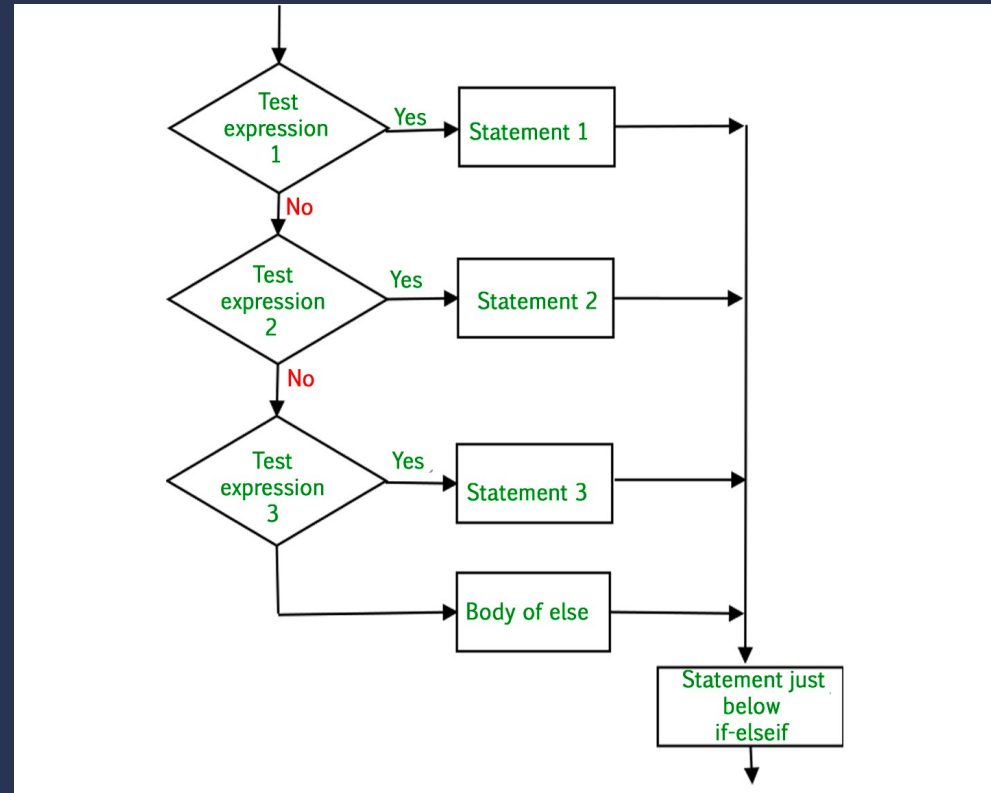 Test
expression
1
Yes
Statement 1
No
Test
expression
2
Yes
Statement 2
No
Test
expression
3
Yes
Statement 3
Body of else
Statement just
below
if-elseif